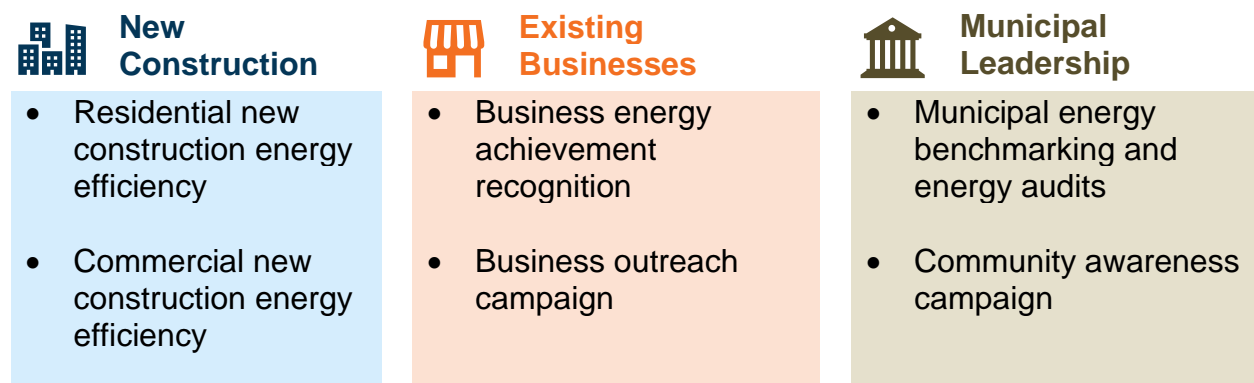 New
Construction
• Residential new
construction energy
efficiency
• Commercial new
construction energy
efficiency
Existing
Businesses
• Business energy
achievement
recognition
• Business outreach
campaign
Municipal
Leadership
• Municipal energy
benchmarking and
energy audits
• Community awareness
campaign